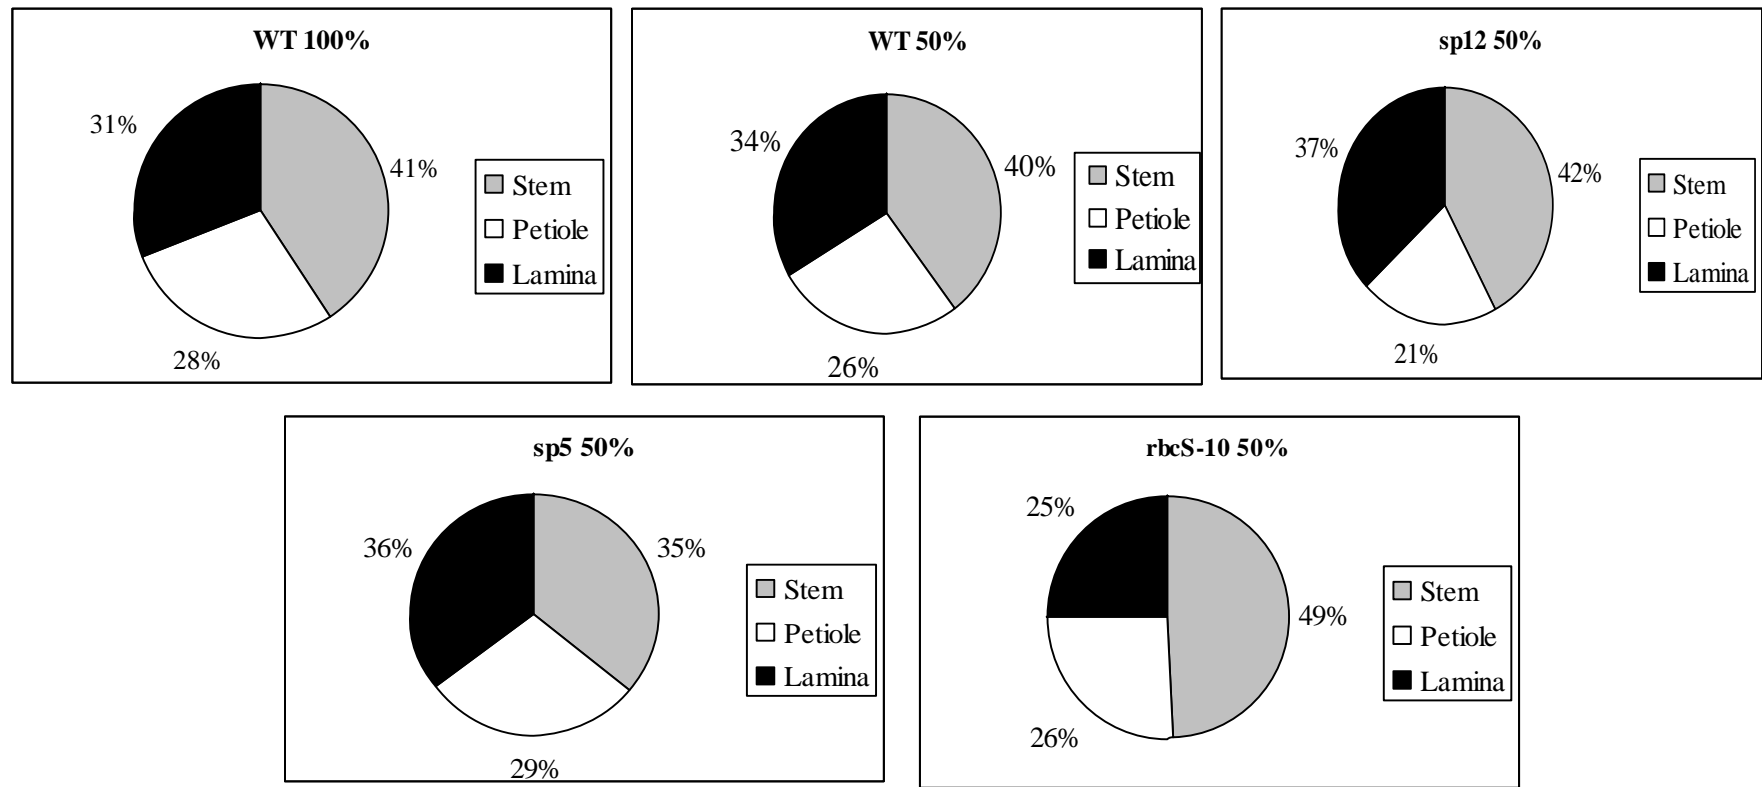 WT 100%
31%
41%
28%
Stem
Petiole
Lamina
WT 50%
34%
40%
26%
Stem
Petiole
Lamina
sp12 50%
37%
42%
21%
Stem
Petiole
Lamina
sp5 50%
36%
35%
29%
Stem
Petiole
Lamina
rbcS-10 50%
25%
49%
26%
Stem
Petiole
Lamina